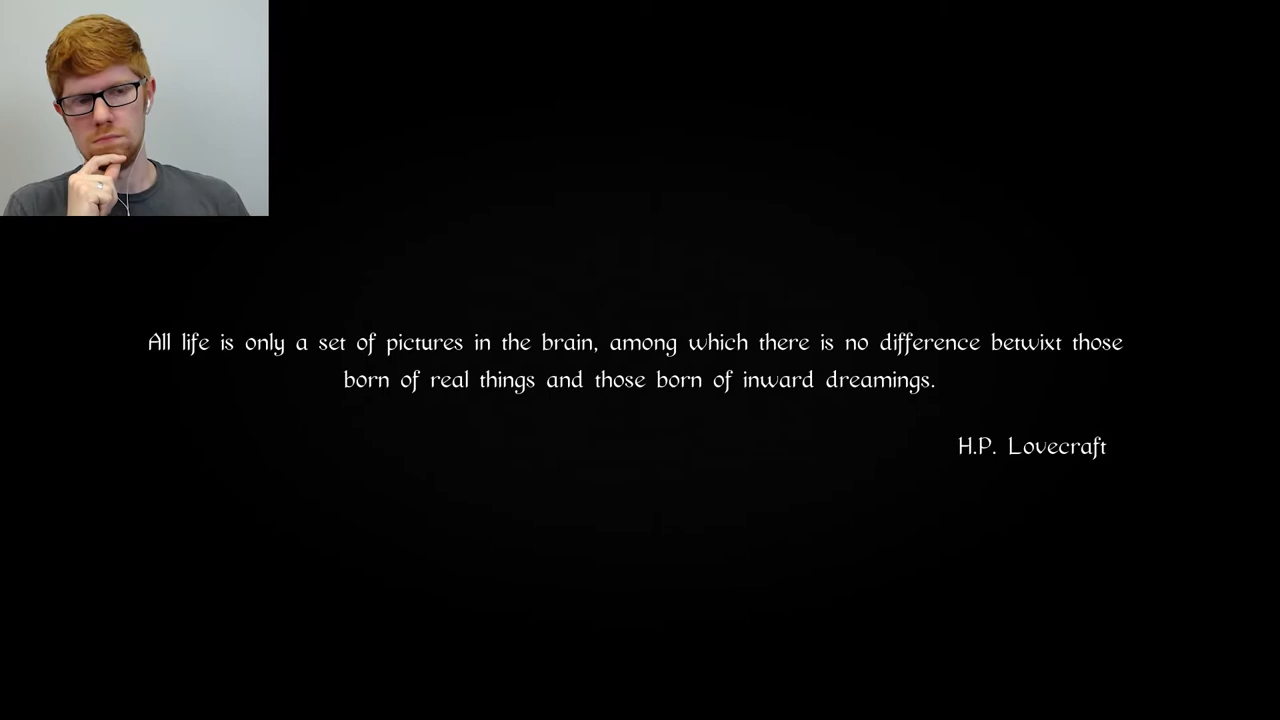 All life is only a set of pictures in the brain, among which there is no difference betwixt those
born of real things and those born of inward dreamings.
H.P. Lovecraft